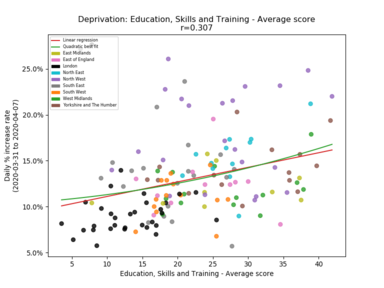 Deprivation: Education, Skills and Training - Average score
r=0.307
Linear regression
Quadratic best fit
East Midlands
East of England
London
North East
North West
South East
South West
West Midlands
Yorkshire and The Humber
25.0%
20.0%
15.0%
10.0%
5.0%
Daily % increase rate
(2020-03-31 to 2020-04-07)
5
10
15
20
25
30
35
40
Education, Skills and Training - Average score